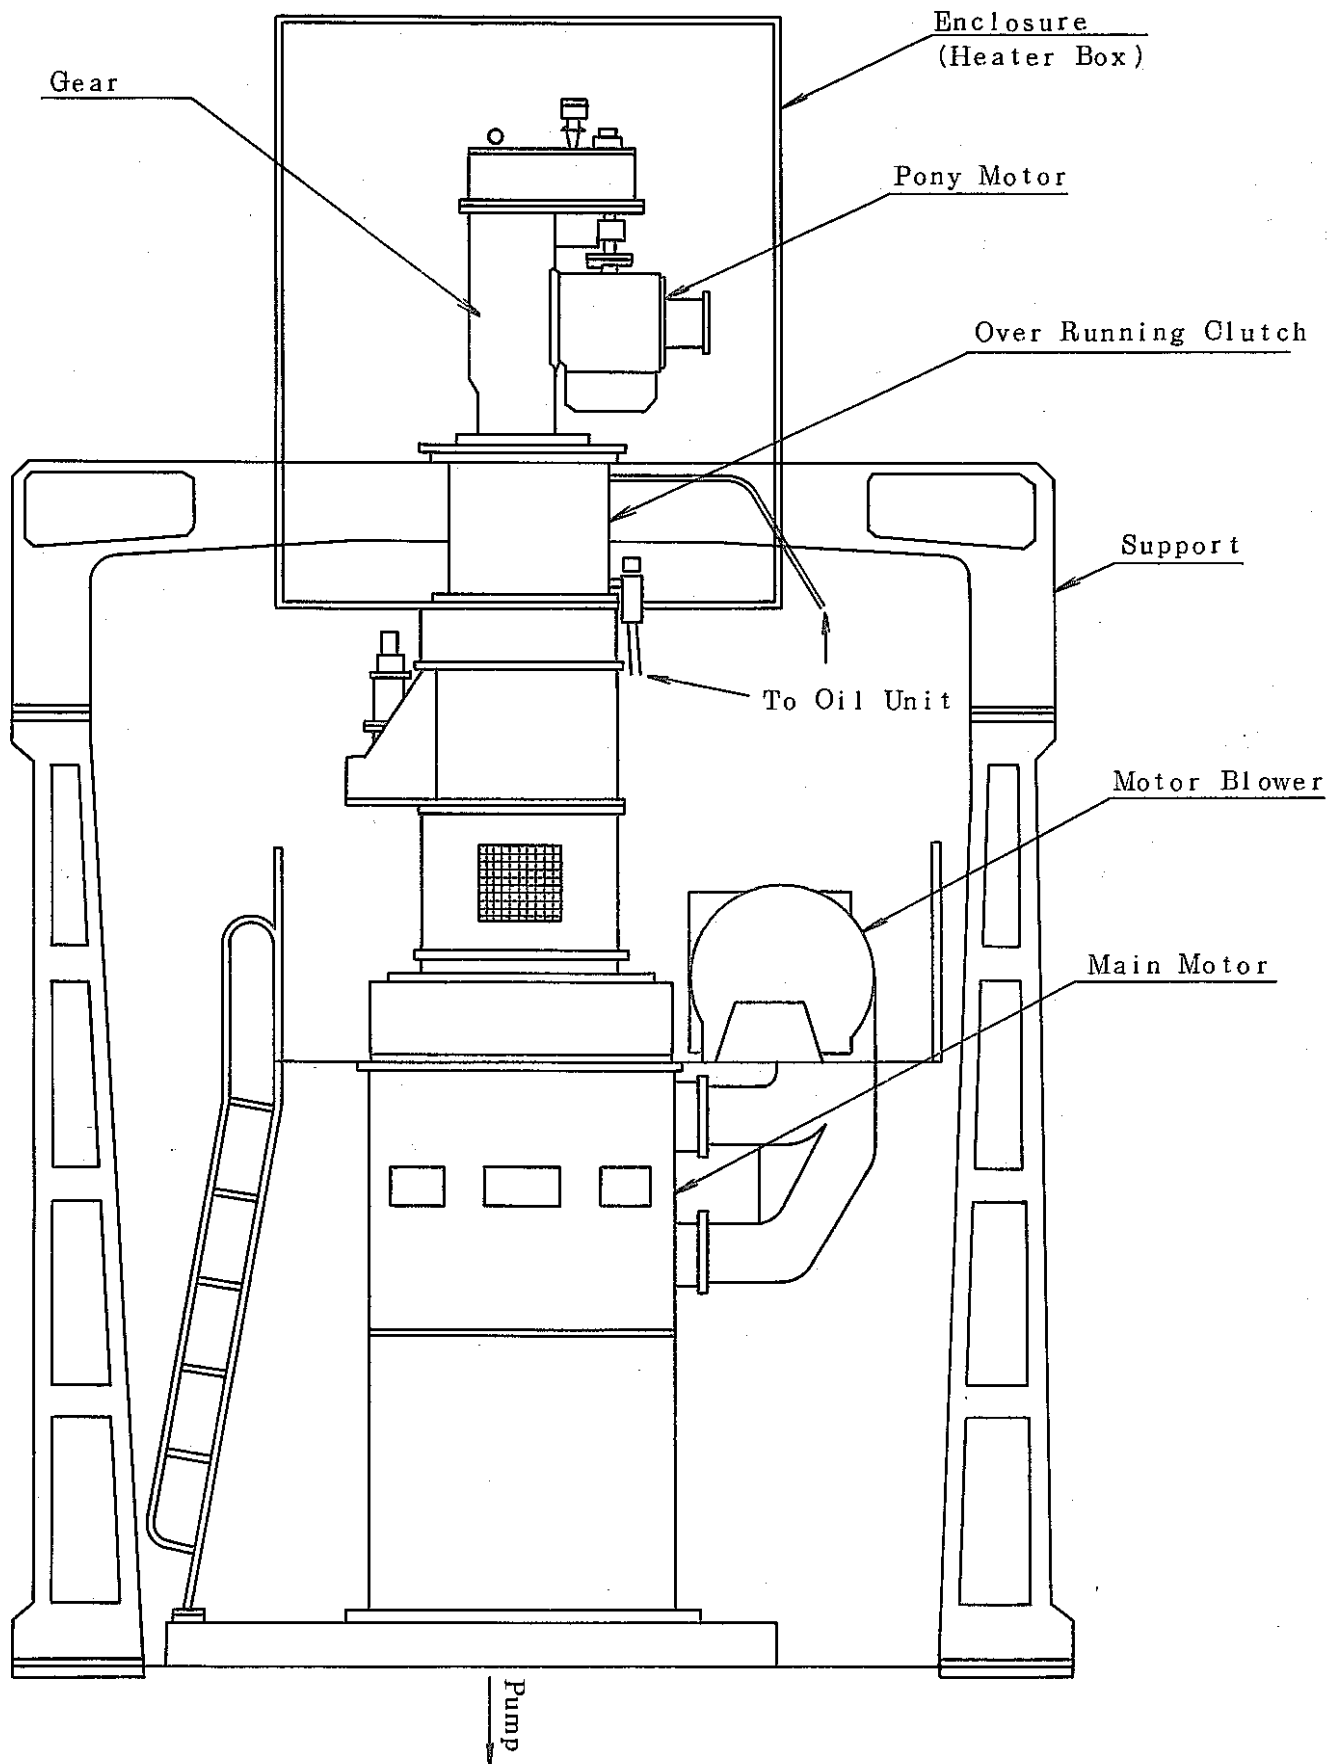 Enclosure
(Heater Box)
Gear
Pony Motor
Over Running Clutch
Support
To Oil Unit
Motor Blower
Main Motor
Pump